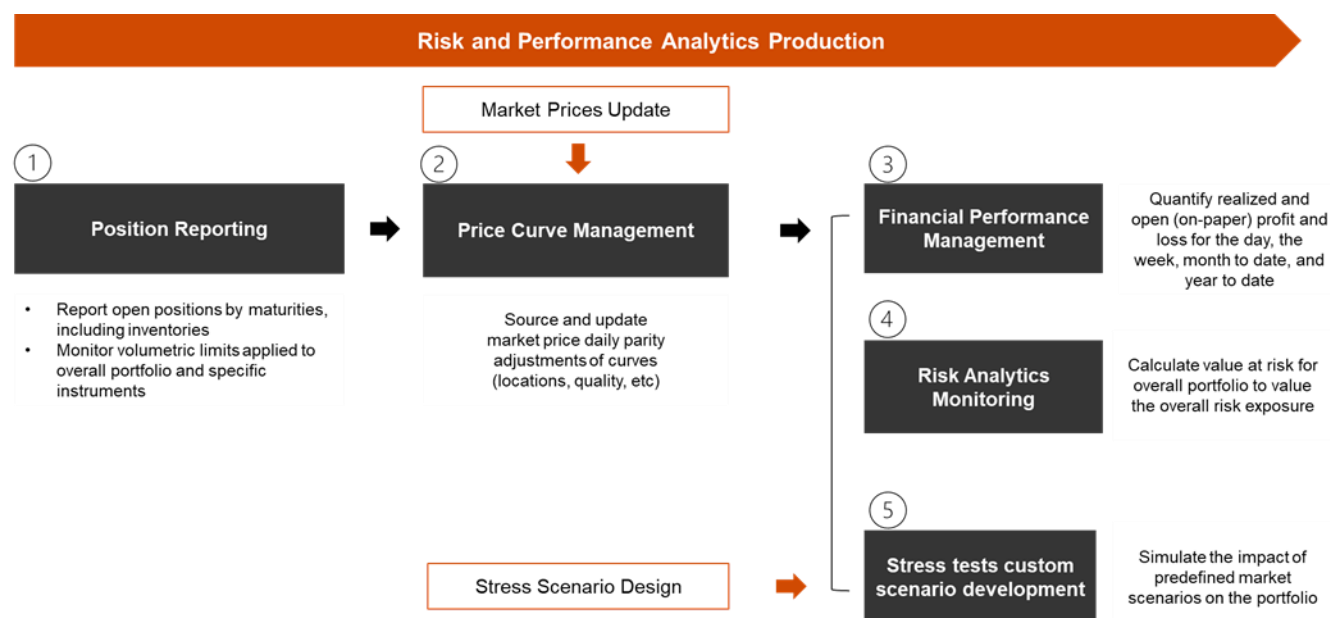 Risk and Performance Analytics Production
Market Prices Update
1
2
3
Position Reporting
Price Curve Management
Financial Performance
Management
Quantify realized and
open (on-paper) profit and
loss for the day, the
week, month to date, and
year to date
• Report open positions by maturities,
including inventories
• Monitor volumetric limits applied to
overall portfolio and specific
instruments
Source and update
market price daily parity
adjustments of curves
(locations, quality, etc)
4
Risk Analytics
Monitoring
Calculate value at risk for
overall portfolio to value
the overall risk exposure
5
Stress Scenario Design
Stress tests custom
scenario development
Simulate the impact of
predefined market
scenarios on the portfolio